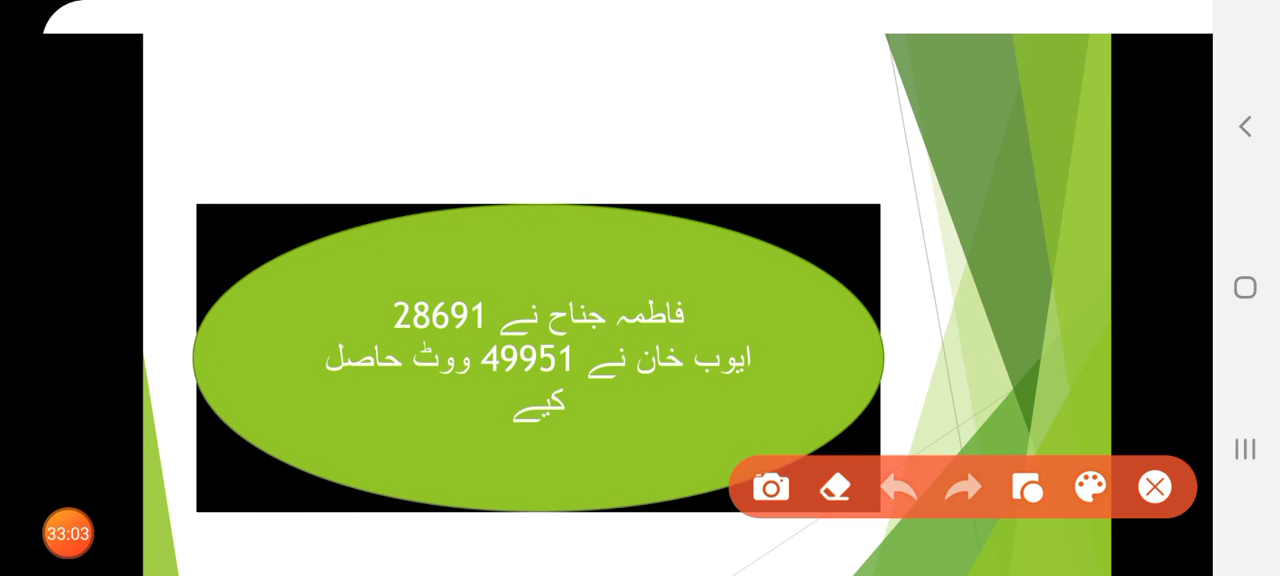 فاطمہ جناح نے 28691
ایوب خان نے 49951 ووٹ حاصل
کیے
33:03